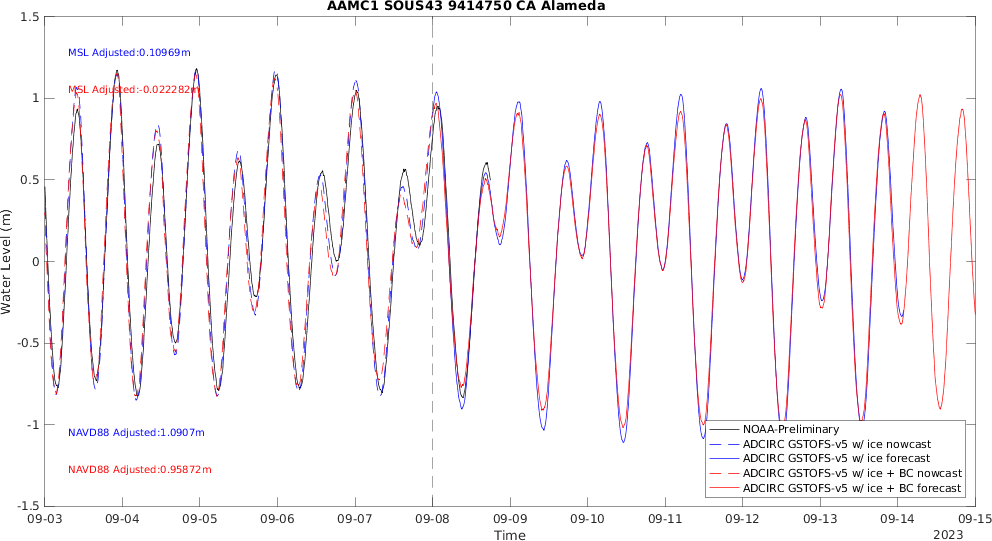 AAMC1 SOUS43 9414750 CA Alameda
1.5
MSL Adjusted:0.10969m
1
MSL Adjusted:-0.022282m
0.5
0
Water Level (m)
-0.5
-1
NAVD88 Adjusted:1.0907m
NAVD88 Adjusted:0.95872m
-1.5
NOAA-Preliminary
ADCIRC GSTOFS-v5 w/ ice nowcast
ADCIRC GSTOFS-v5 w/ ice forecast
ADCIRC GSTOFS-v5 w/ ice + BC nowcast
ADCIRC GSTOFS-v5 w/ ice + BC forecast
09-03 09-04 09-05 09-06 09-07 09-08 09-09 09-10 09-11 09-12 09-13 09-14 09-15
Time
2023